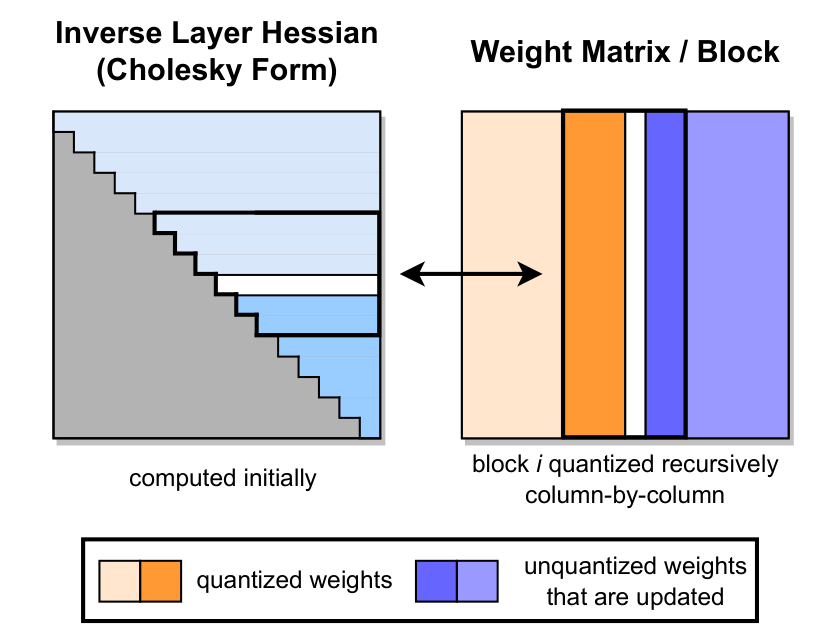 Inverse Layer Hessian
(Cholesky Form)
Weight Matrix / Block
computed initially
block i quantized recursively
column-by-column
quantized weights
unquantized weights
that are updated